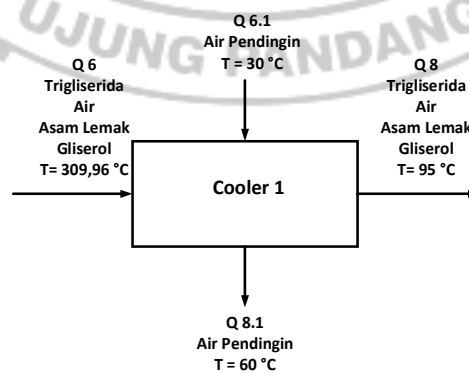 UJUNG PANDANG
Q 6.1
Air Pendingin
T = 30 °C
Q 6
Trigliserida
Air
Asam Lemak
Gliserol
T= 309,96 °C
Cooler 1
Q 8
Trigliserida
Air
Asam Lemak
Gliserol
T= 95 °C
Q 8.1
Air Pendingin
T = 60 °C